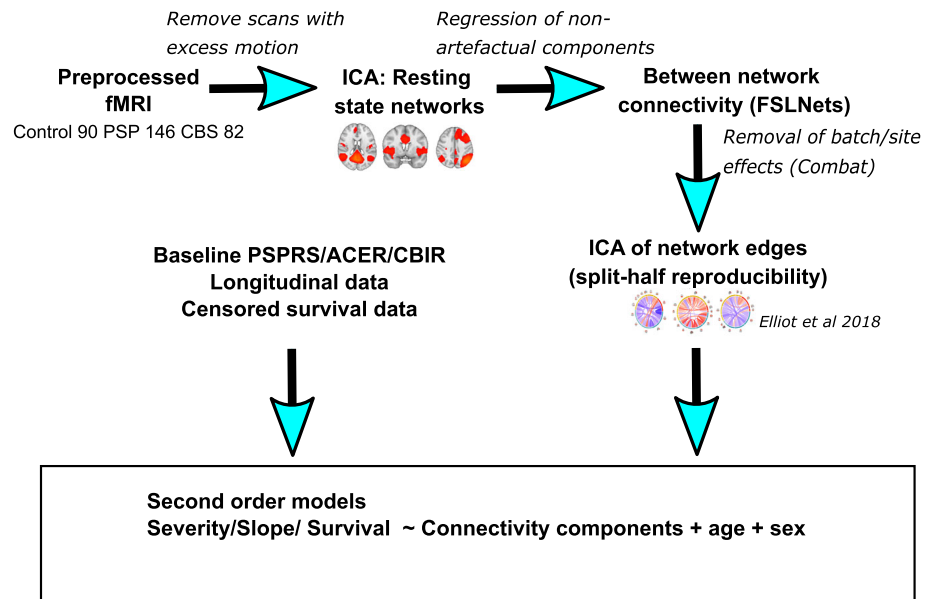 Remove scans with
excess motion
Regression of non-
artefactual components
Preprocessed
fMRI
Control 90 PSP 146 CBS 82
ICA: Resting
state networks
Between network
connectivity (FSLNets)
Removal of batch/site
effects (Combat)
Baseline PSPRS/ACER/CBIR
Longitudinal data
Censored survival data
ICA of network edges
(split-half reproducibility)
Elliot et al 2018
Second order models
Severity/Slope/ Survival ~ Connectivity components + age + sex